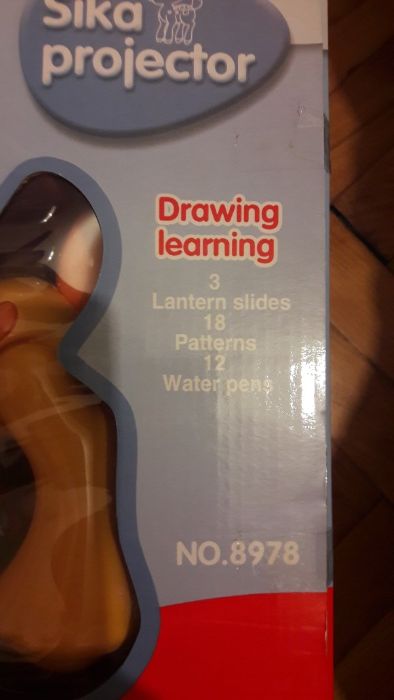 Sika
projector
Drawing
learning
3
Lantern slides
18
Patterns
12
Water pens
NO.8978